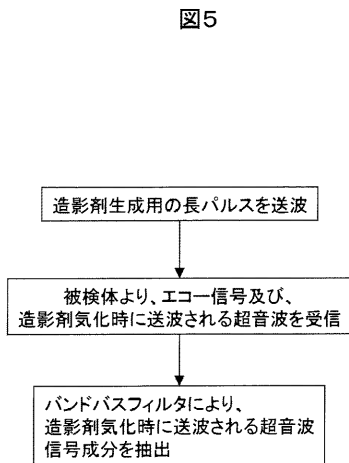 図5
造影剤生成用の長パルスを送波
被検体より、エコー信号及び、
造影剤気化時に送波される超音波を受信
バンドバスフィルタにより、
造影剤気化時に送波される超音波
信号成分を抽出